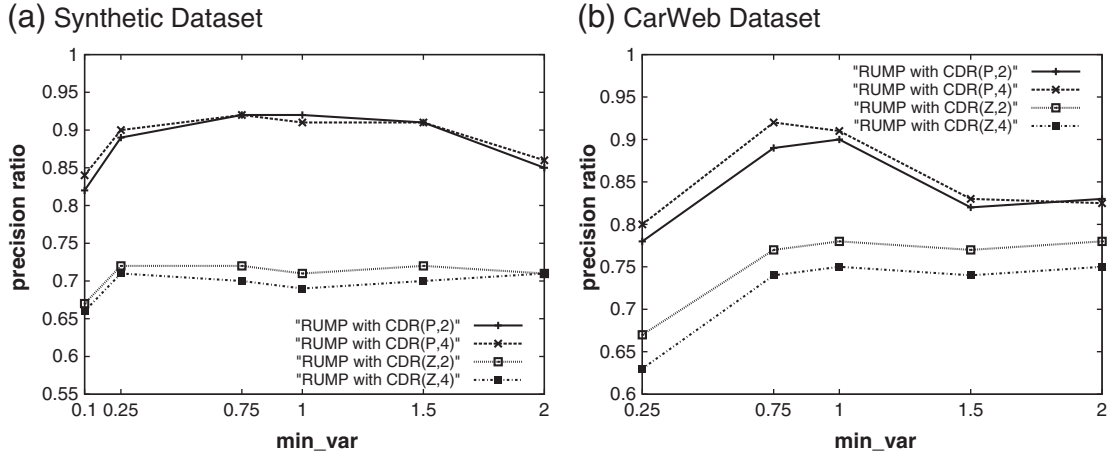 (a) Synthetic Dataset
1
0.95
0.9
0.85
0.8
0.75
0.7
0.65
0.6
0.55
precision ratio
"RUMP with CDR(P,2)"
"RUMP with CDR(P,4)"
"RUMP with CDR(Z,2)"
"RUMP with CDR(Z,4)"
0.1 0.25 0.75 1 1.5 2
min_var
(b) CarWeb Dataset
1
0.95
0.9
0.85
0.8
0.75
0.7
0.65
0.6
precision ratio
"RUMP with CDR(P,2)"
"RUMP with CDR(P,4)"
"RUMP with CDR(Z,2)"
"RUMP with CDR(Z,4)"
0.25 0.75 1 1.5 2
min_var